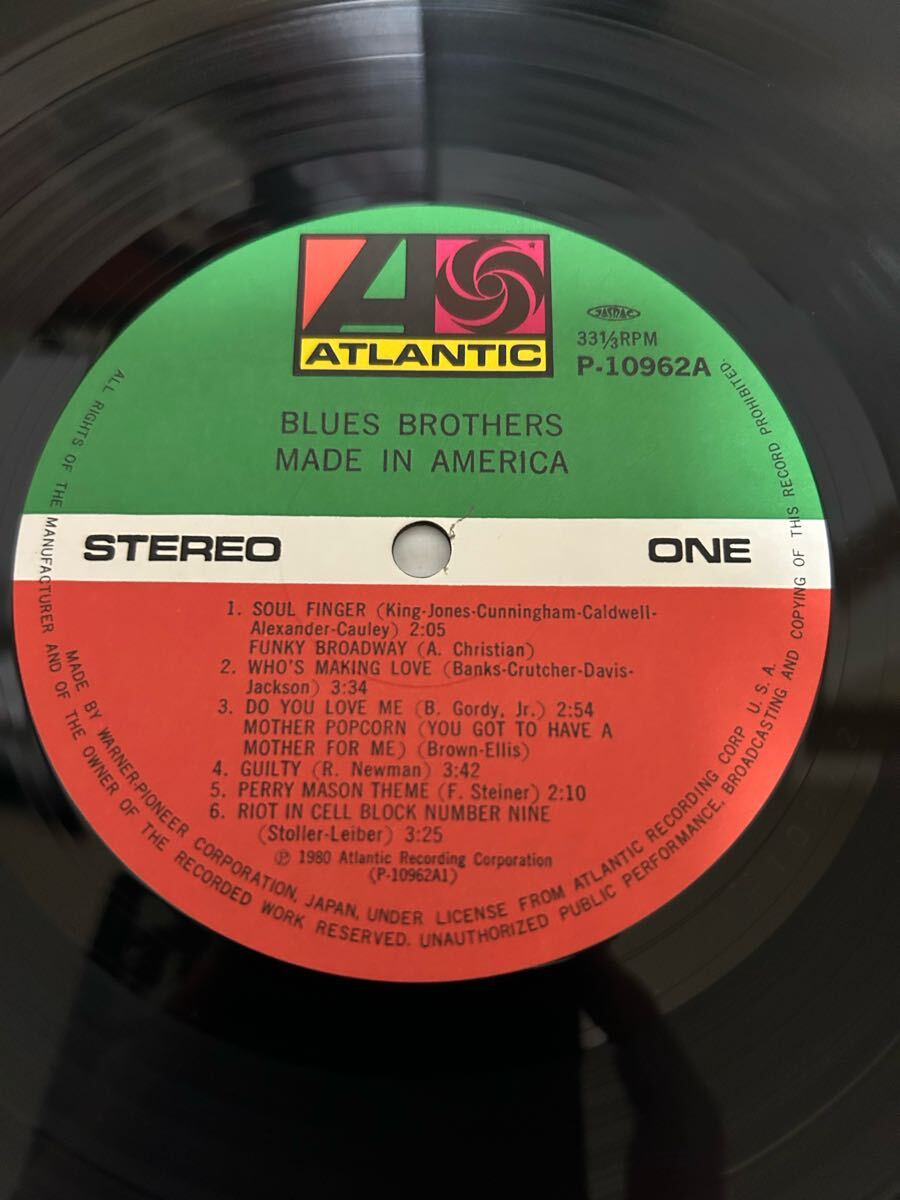 ATLANTIC
JASRAC
33 1/3 RPM
P-10962A
BLUES BROTHERS
MADE IN AMERICA
STEREO
ONE
1. SOUL FINGER (King-Jones-Cunningham-Caldwell-
Alexander-Cauley) 2:05
FUNKY BROADWAY (A. Christian)
2. WHO'S MAKING LOVE (Banks-Crutcher-Davis-
Jackson) 3:34
3. DO YOU LOVE ME (B. Gordy, Jr.) 2:54
MOTHER POPCORN (YOU GOT TO HAVE A
MOTHER FOR ME) (Brown-Ellis)
4. GUILTY (R. Newman) 3:42
5. PERRY MASON THEME (F. Steiner) 2:10
6. RIOT IN CELL BLOCK NUMBER NINE
(Stoller-Leiber) 3:25
℗ 1980 Atlantic Recording Corporation
(P-10962A1)
MADE BY WARNER-PIONEER CORPORATION, JAPAN, UNDER LICENSE FROM ATLANTIC RECORDING CORP U.S.A.
ALL RIGHTS OF THE MANUFACTURER AND OF THE OWNER OF THE RECORDED WORK RESERVED. UNAUTHORIZED PUBLIC PERFORMANCE, BROADCASTING AND COPYING OF THIS RECORD PROHIBITED.